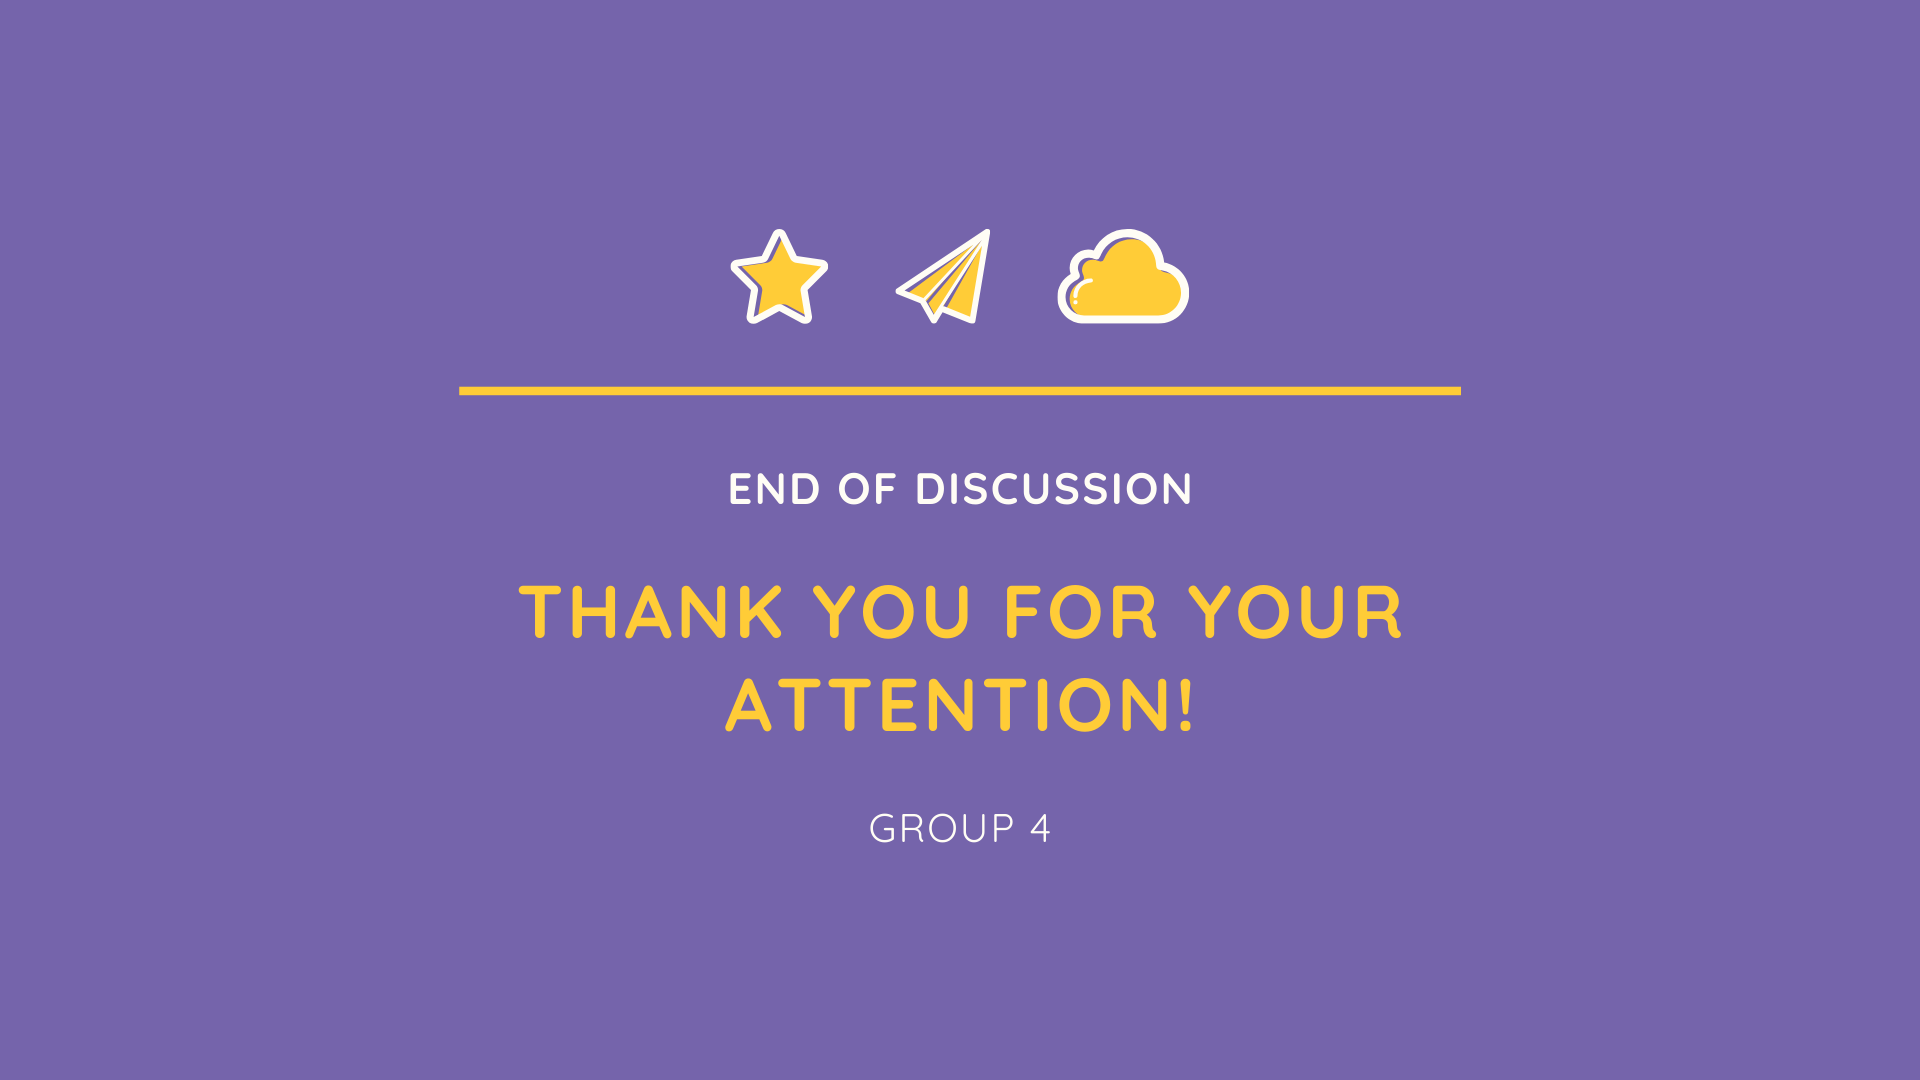 END OF DISCUSSION
THANK YOU FOR YOUR
ATTENTION!
GROUP 4